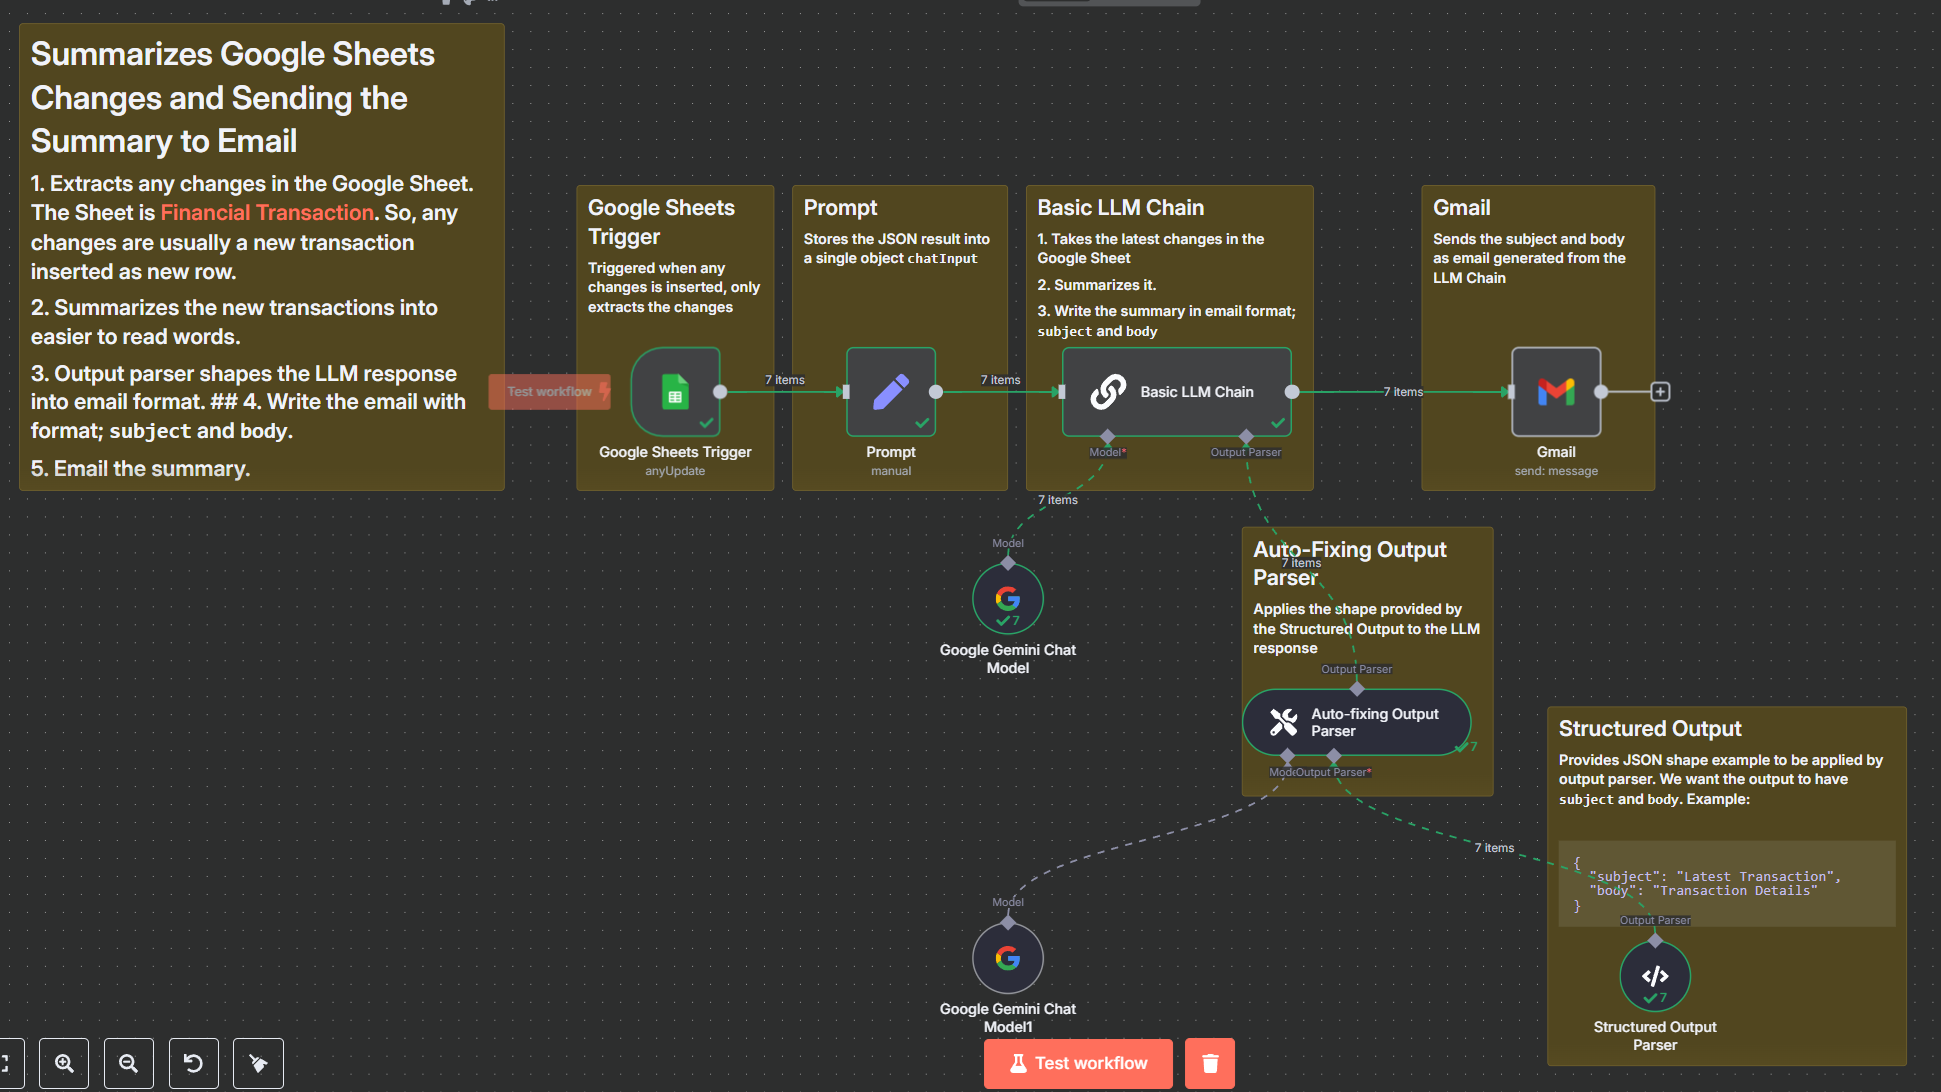 Summarizes Google Sheets
Changes and Sending the
Summary to Email
1. Extracts any changes in the Google Sheet.
The Sheet is Financial Transaction. So, any
changes are usually a new transaction
inserted as new row.
2. Summarizes the new transactions into
easier to read words.
3. Output parser shapes the LLM response
into email format. ## 4. Write the email with
format; subject and body.
5. Email the summary.
Test workflow
Google Sheets
Trigger
Triggered when any
changes is inserted, only
extracts the changes
Google Sheets Trigger
anyUpdate
7 items
Prompt
Stores the JSON result into
a single object chatInput
Prompt
manual
7 items
Basic LLM Chain
1. Takes the latest changes in the
Google Sheet
2. Summarizes it.
3. Write the summary in email format;
subject and body
Basic LLM Chain
Model*
Output Parser
7 items
Gmail
Sends the subject and body
as email generated from the
LLM Chain
Gmail
send: message
7 items
Model
7
Google Gemini Chat
Model
Auto-Fixing Output
Parser
7 items
Applies the shape provided by
the Structured Output to the LLM
response
Output Parser
Auto-fixing Output
Parser
7
Output Parser*
7 items
Model
Google Gemini Chat
Model1
Structured Output
Provides JSON shape example to be applied by
output parser. We want the output to have
subject and body. Example:
{
"subject": "Latest Transaction",
"body": "Transaction Details"
}
Output Parser
7
Structured Output
Parser
Test workflow